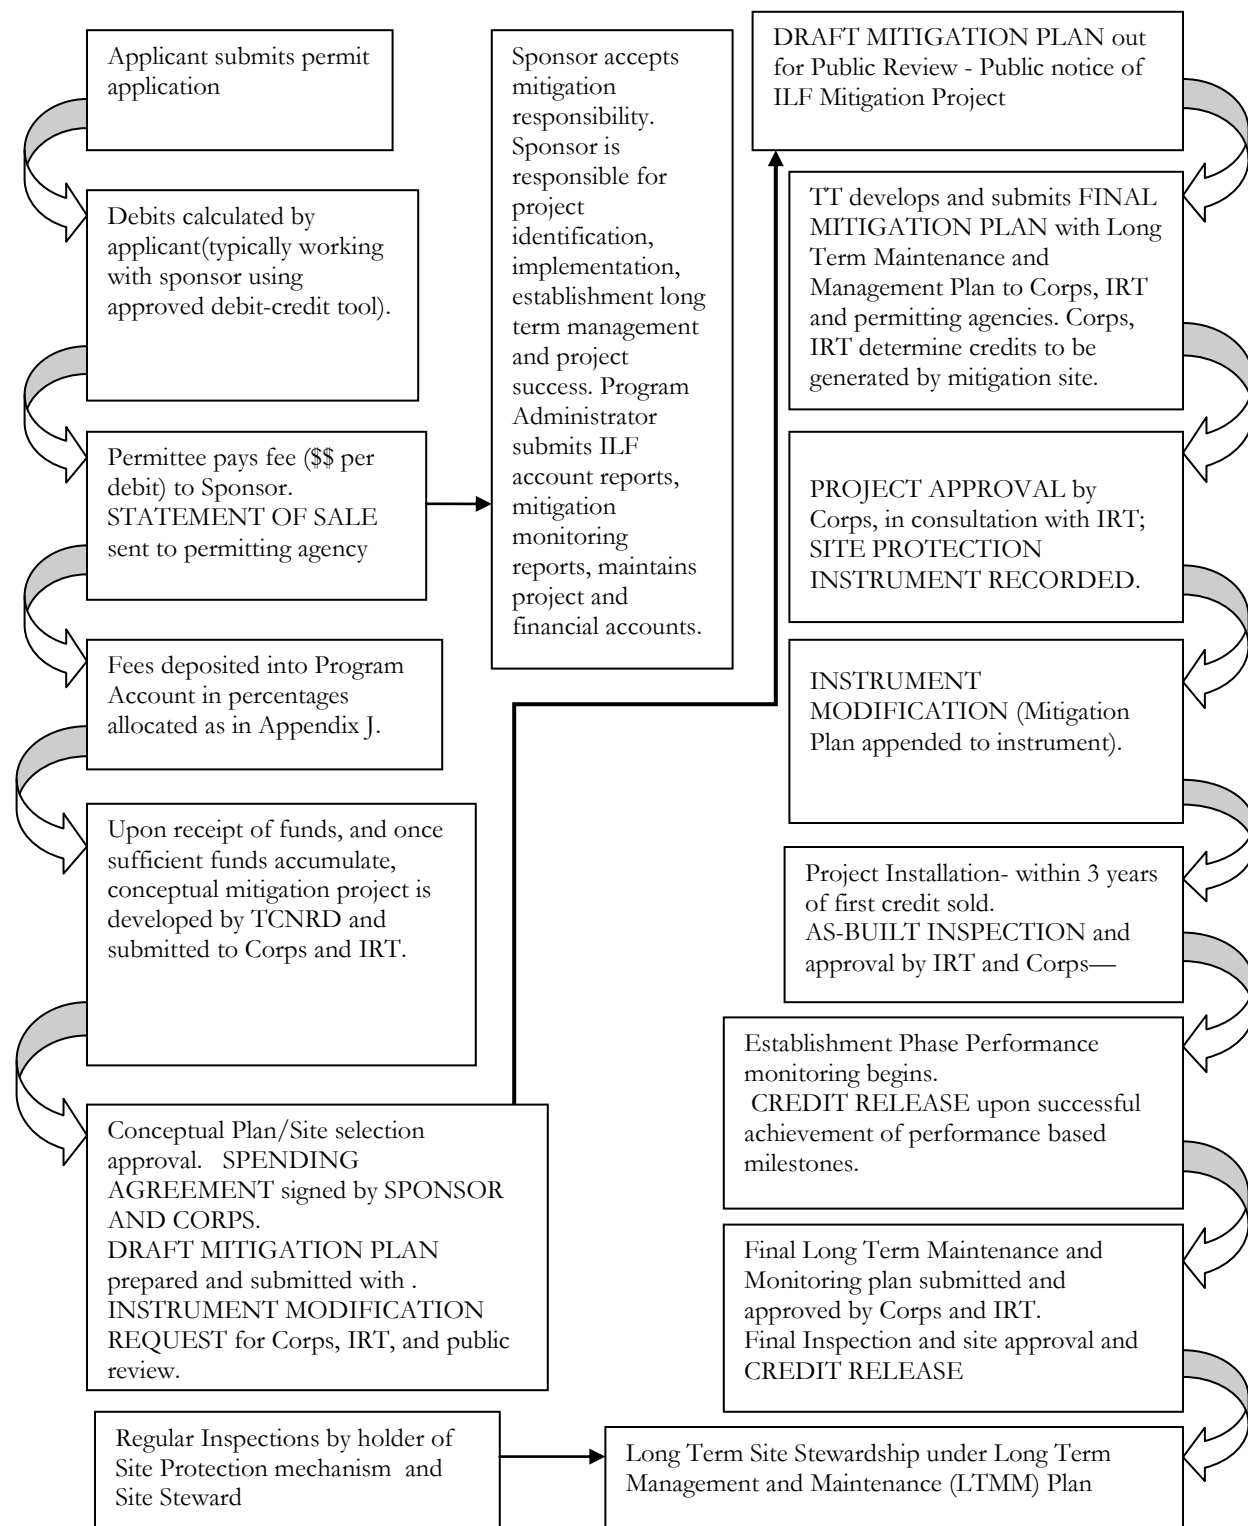 Applicant submits permit
application
Debits calculated by
applicant(typically working
with sponsor using
approved debit-credit tool).
Permittee pays fee ($$ per
debit) to Sponsor.
STATEMENT OF SALE
sent to permitting agency
Fees deposited into Program
Account in percentages
allocated as in Appendix J.
Upon receipt of funds, and once
sufficient funds accumulate,
conceptual mitigation project is
developed by TCNRD and
submitted to Corps and IRT.
Conceptual Plan/Site selection
approval.   SPENDING
AGREEMENT signed by SPONSOR
AND CORPS.
DRAFT MITIGATION PLAN
prepared and submitted with .
INSTRUMENT MODIFICATION
REQUEST for Corps, IRT, and public
review.
Sponsor accepts
mitigation
responsibility.
Sponsor is
responsible for
project
identification,
implementation,
establishment long
term management
and project
success. Program
Administrator
submits ILF
account reports,
mitigation
monitoring
reports, maintains
project and
financial accounts.
DRAFT MITIGATION PLAN out
for Public Review - Public notice of
ILF Mitigation Project
TT develops and submits FINAL
MITIGATION PLAN with Long
Term Maintenance and
Management Plan to Corps, IRT
and permitting agencies. Corps,
IRT determine credits to be
generated by mitigation site.
PROJECT APPROVAL by
Corps, in consultation with IRT;
SITE PROTECTION
INSTRUMENT RECORDED.
INSTRUMENT
MODIFICATION (Mitigation
Plan appended to instrument).
Project Installation- within 3 years
of first credit sold.
AS-BUILT INSPECTION and
approval by IRT and Corps—
Establishment Phase Performance
monitoring begins.
CREDIT RELEASE upon successful
achievement of performance based
milestones.
Final Long Term Maintenance and
Monitoring plan submitted and
approved by Corps and IRT.
Final Inspection and site approval and
CREDIT RELEASE
Regular Inspections by holder of
Site Protection mechanism  and
Site Steward
Long Term Site Stewardship under Long Term
Management and Maintenance (LTMM) Plan